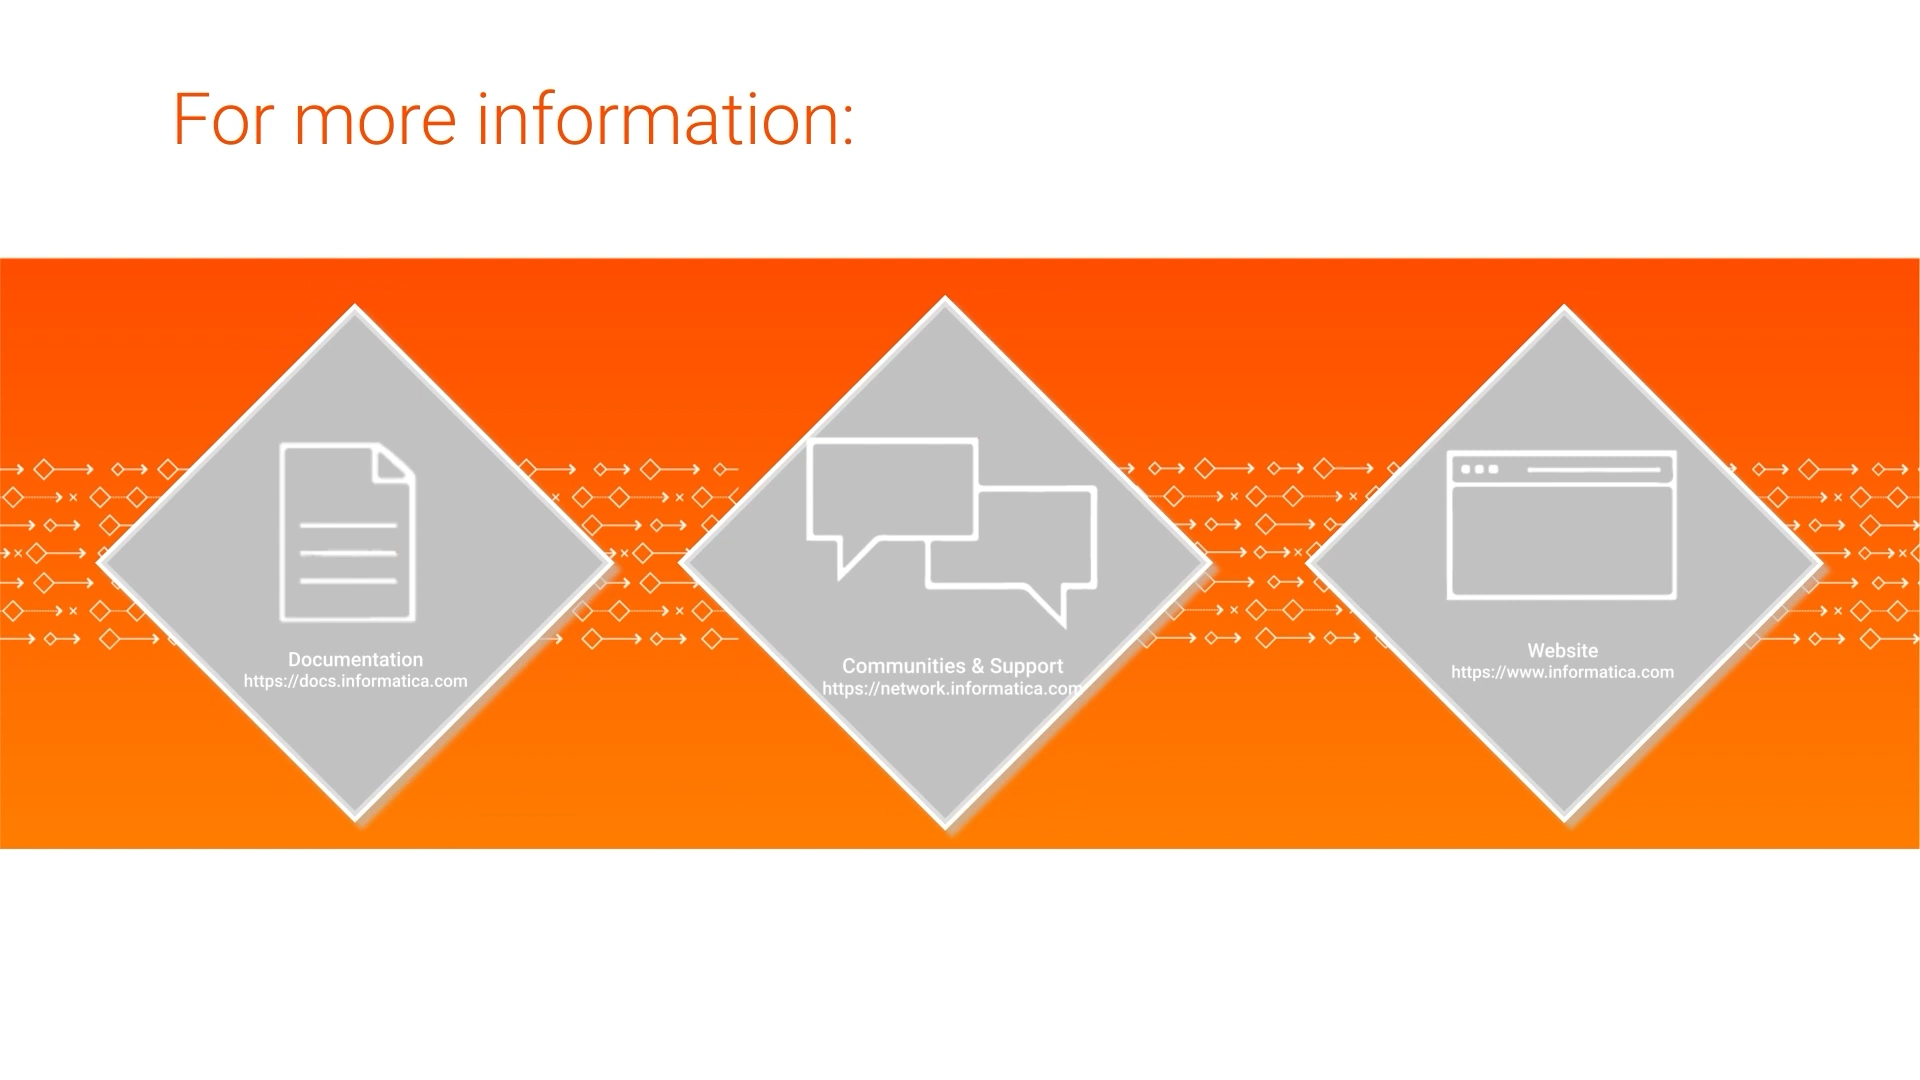 For more information:
Documentation
https://docs.informatica.com
Communities & Support
https://network.informatica.com
Website
https://www.informatica.com